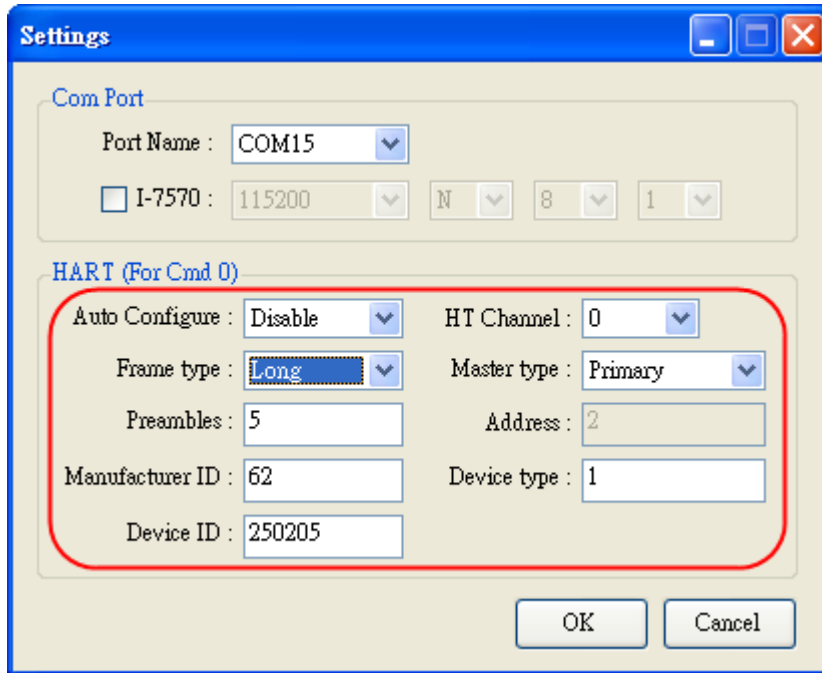 Settings
Com Port
Port Name : COM15
I-7570 : 115200 N 8 1
HART (For Cmd 0)
Auto Configure : Disable HT Channel : 0
Frame type : Long Master type : Primary
Preambles : 5 Address : 2
Manufacturer ID : 62 Device type : 1
Device ID : 250205
OK Cancel